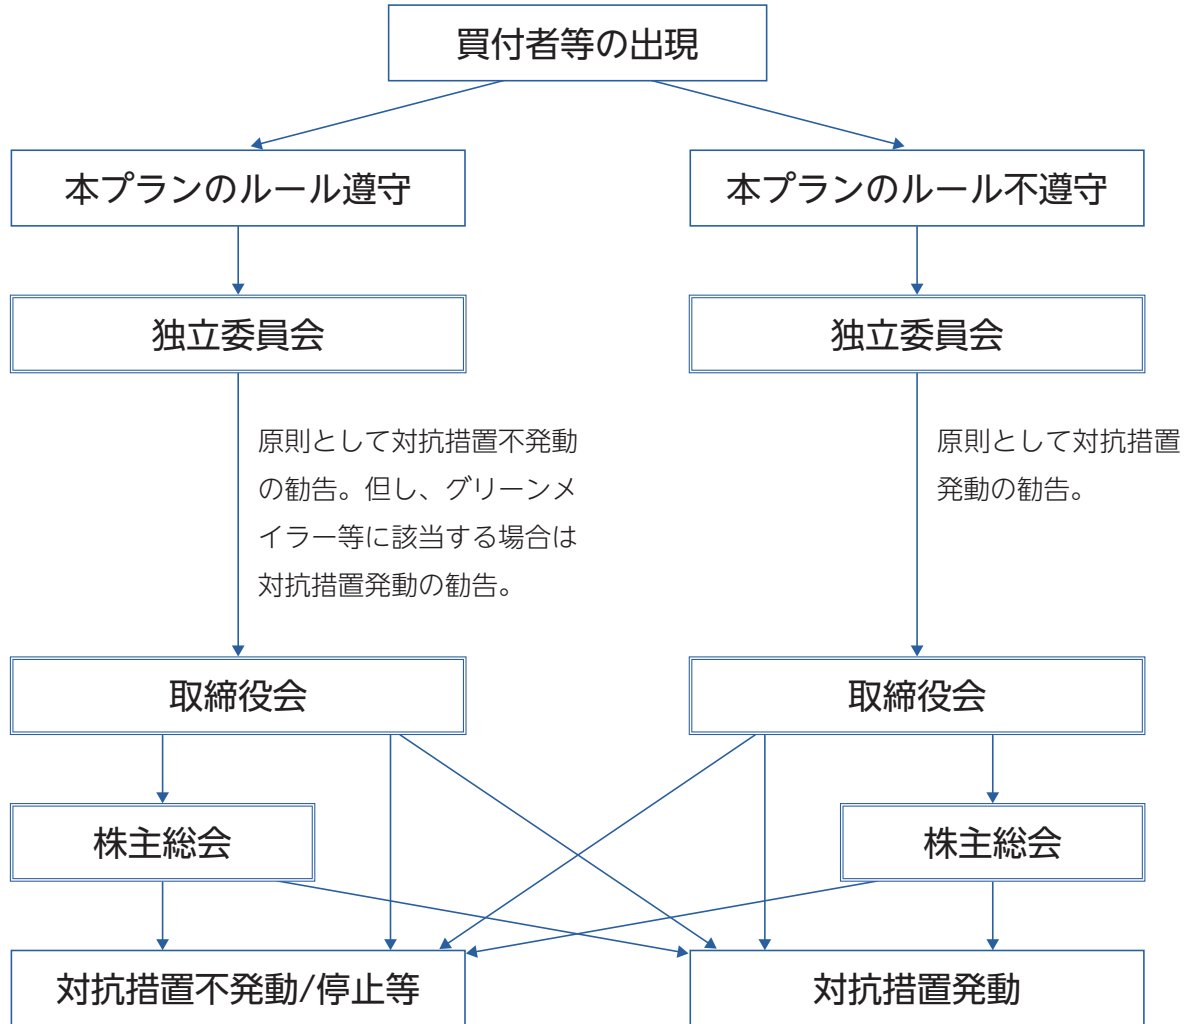 買付者等の出現
本プランのルール遵守
本プランのルール不遵守
独立委員会
独立委員会
原則として対抗措置不発動
の勧告。但し、グリーンメ
イラー等に該当する場合は
対抗措置発動の勧告。
原則として対抗措置
発動の勧告。
取締役会
取締役会
株主総会
株主総会
対抗措置不発動/停止等
対抗措置発動